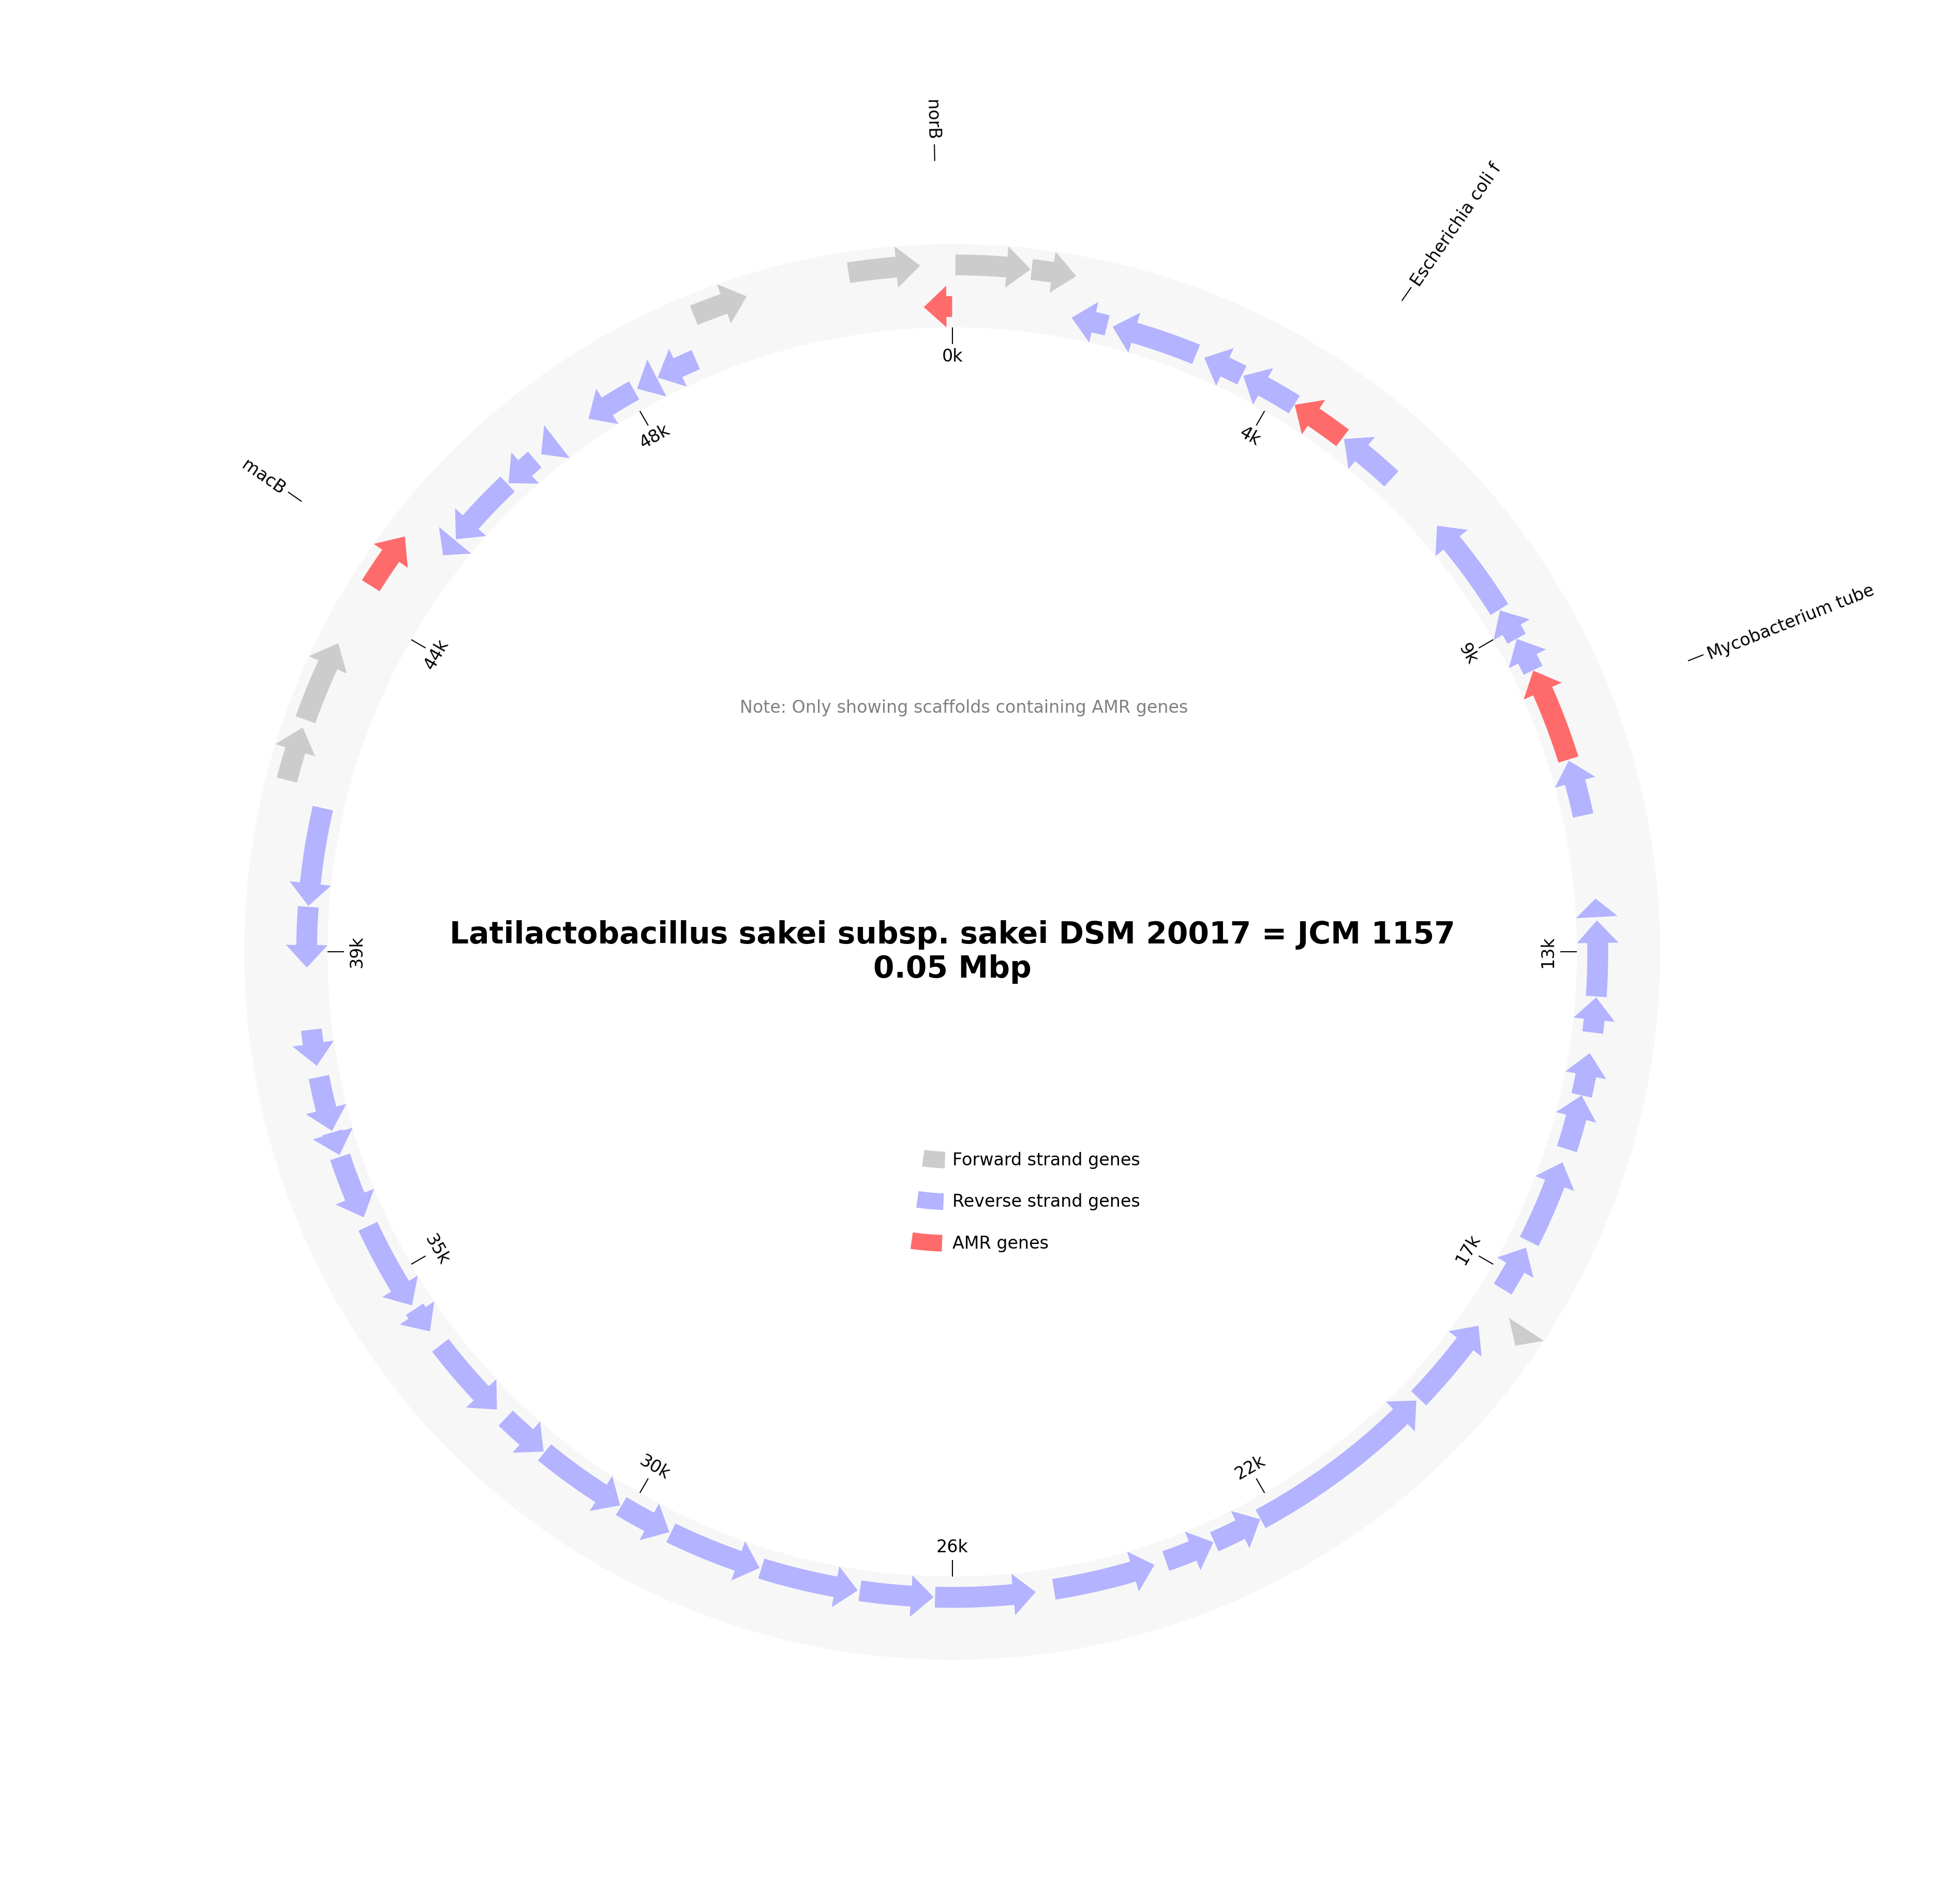 norB
Escherichia coli f
macB
Mycobacterium tube
0k
4k
9k
13k
17k
22k
26k
30k
35k
39k
44k
48k
Note: Only showing scaffolds containing AMR genes
Latilactobacillus sakei subsp. sakei DSM 20017 = JCM 1157
0.05 Mbp
Forward strand genes
Reverse strand genes
AMR genes